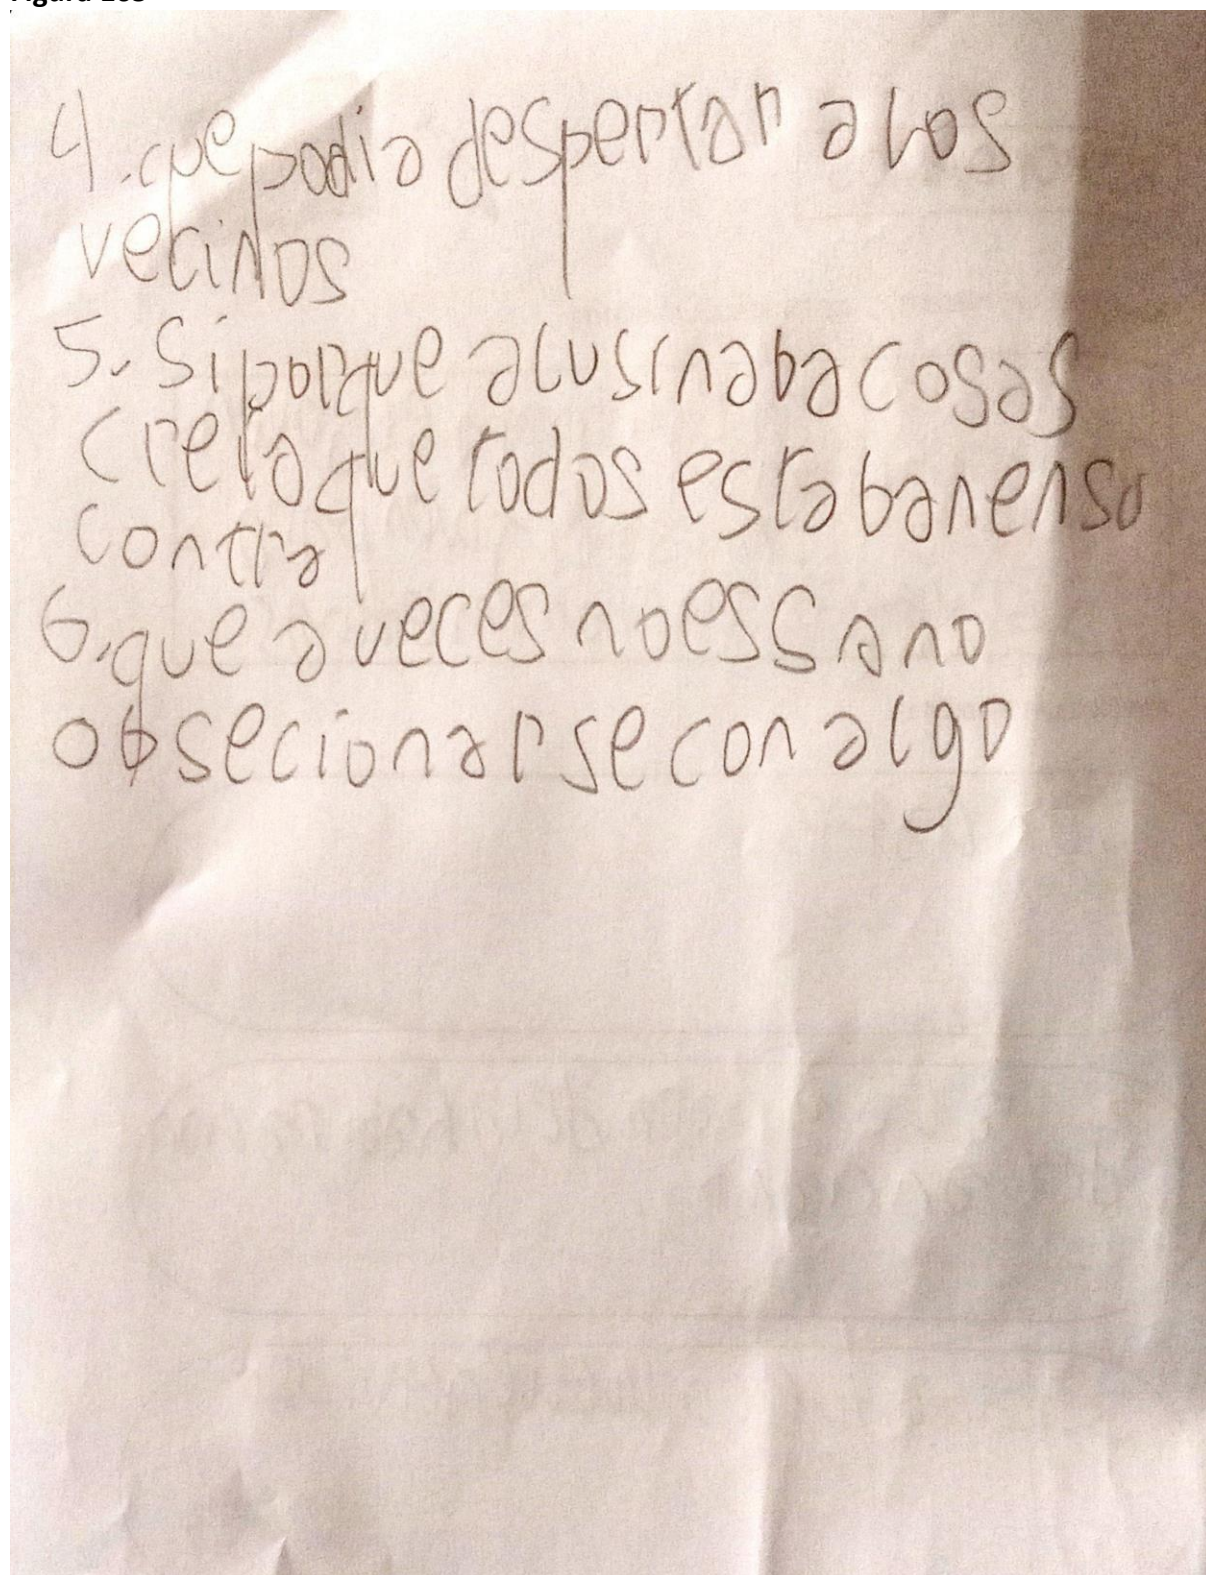 4. que podia despertar a los
vecinos
5. Si porque alusinaba cosas
creia que todos estaban en su
contra
6. que a veces no es sano
obsecionarse con algo